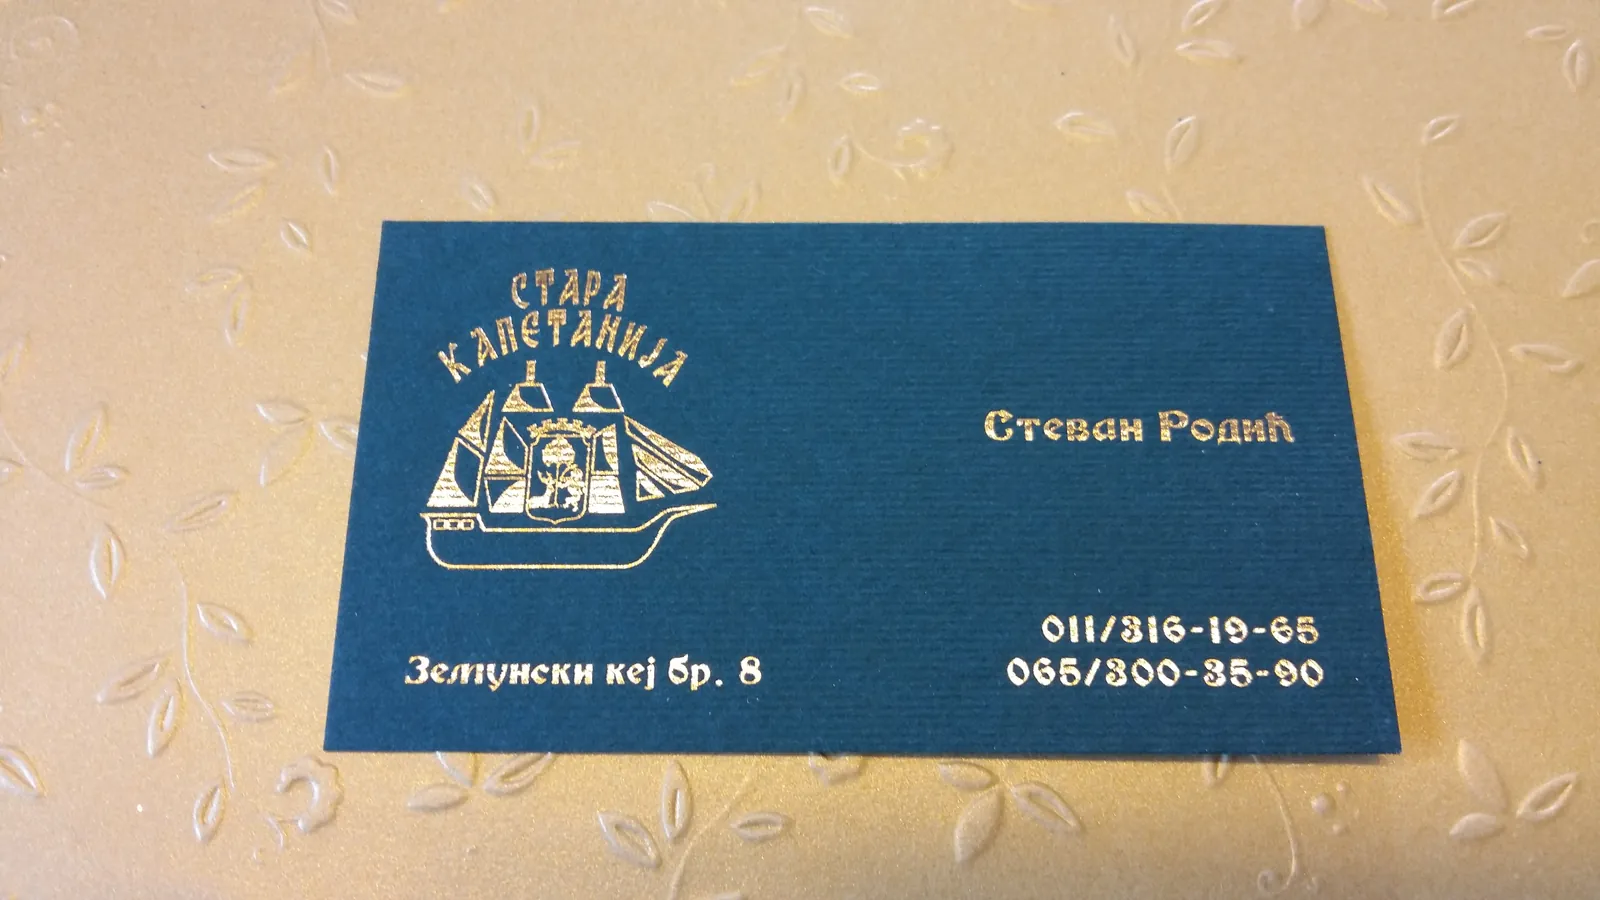 СТАРА
КАПЕТАНИЈА
Стеван Родић
Земунски кеј бр. 8
011/316-19-65
065/300-35-90